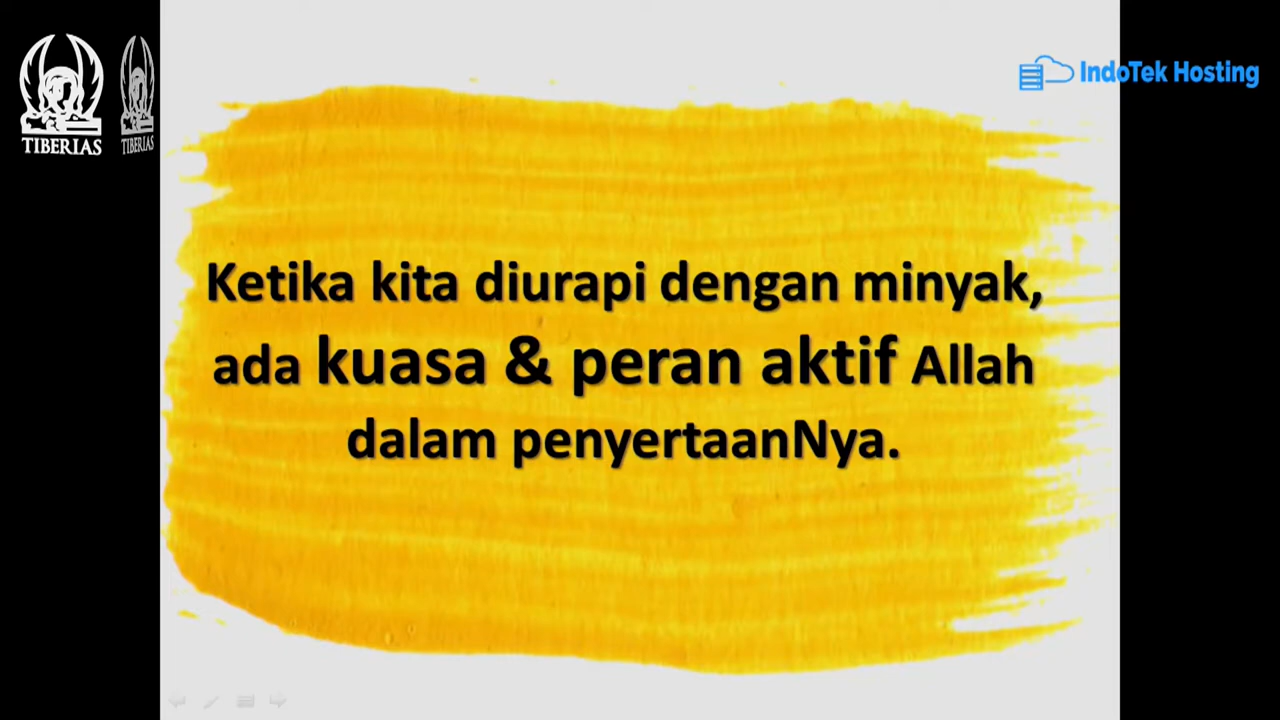 TIBERIAS
TIBERIAS
IndoTek Hosting
Ketika kita diurapi dengan minyak,
ada kuasa & peran aktif Allah
dalam penyertaanNya.